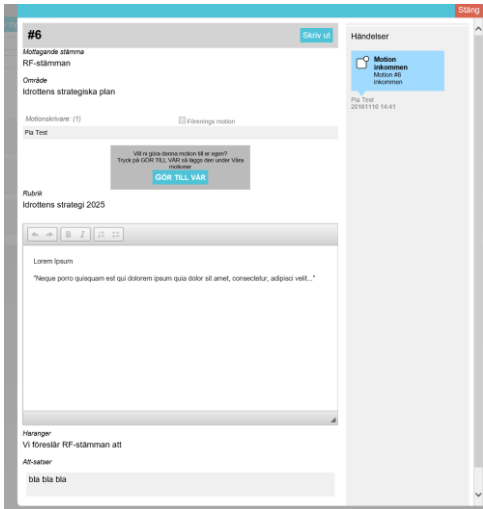 Stäng
#6
Skriv ut
Mottagande stämma
RF-stämman
Område
Idrottens strategiska plan
Motionskrivare: (1)
Förenings motion
Pia Test
Vill ni göra denna motion till er egen?
Tryck på GÖR TILL VÅR så läggs den under Våra
motioner
GÖR TILL VÅR
Rubrik
Idrottens strategi 2025
B I
Lorem Ipsum
"Neque porro quisquam est qui dolorem ipsum quia dolor sit amet, consectetur, adipisci velit..."
Haranger
Vi föreslår RF-stämman att
Att-satser
bla bla bla
Händelser
Motion
inkommen
Motion #6
inkommen
Pia Test
20161116 14:41